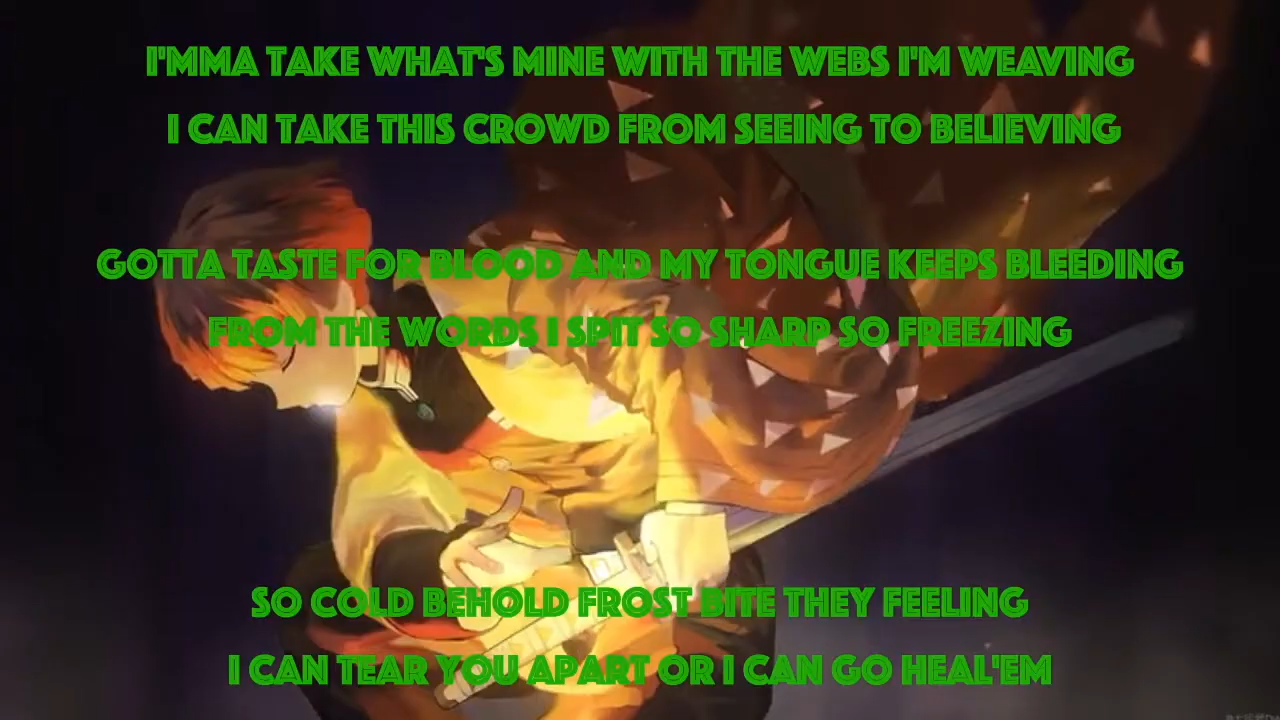 I'MMA TAKE WHAT'S MINE WITH THE WEBS I'M WEAVING
I CAN TAKE THIS CROWD FROM SEEING TO BELIEVING
GOTTA TASTE FOR BLOOD AND MY TONGUE KEEPS BLEEDING
FROM THE WORDS I SPIT SO SHARP SO FREEZING
SO COLD BEHOLD FROST BITE THEY FEELING
I CAN TEAR YOU APART OR I CAN GO HEAL'EM